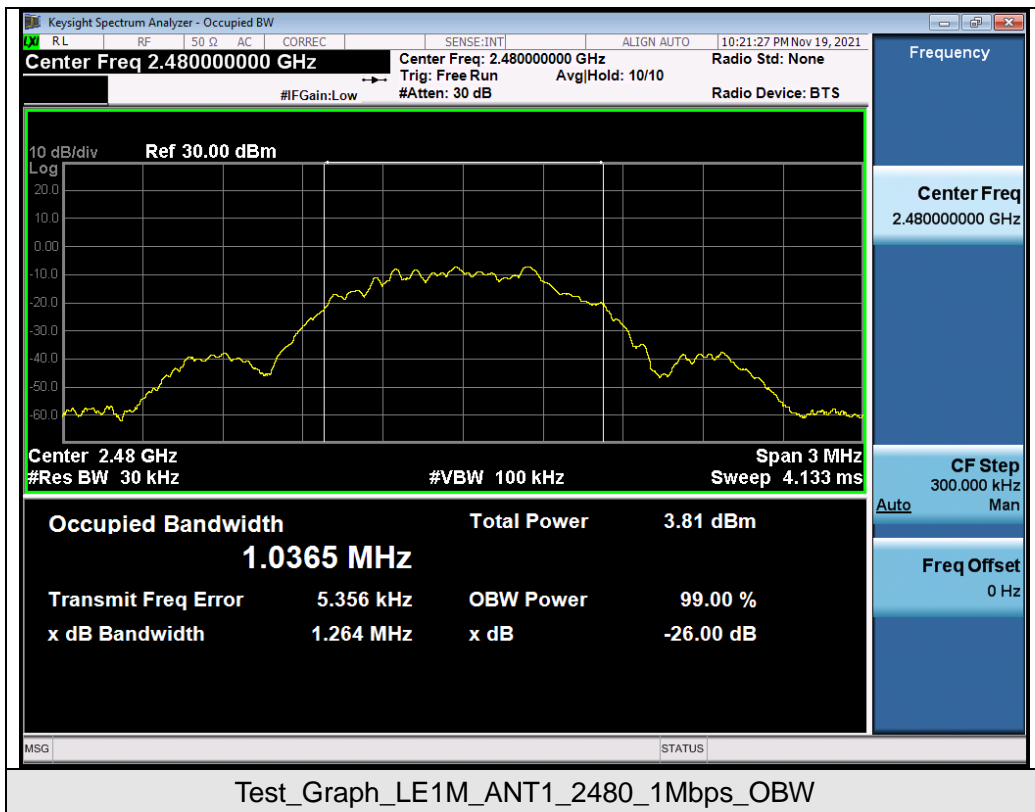 Keysight Spectrum Analyzer - Occupied BW
LXI RL RF 50 Ω AC CORREC SENSE:INT ALIGN AUTO 10:21:27 PM Nov 19, 2021
Center Freq 2.480000000 GHz
Center Freq: 2.480000000 GHz
Radio Std: None
Trig: Free Run Avg|Hold: 10/10
#IFGain:Low
#Atten: 30 dB
Radio Device: BTS
10 dB/div Ref 30.00 dBm
Log
20.0
10.0
0.00
-10.0
-20.0
-30.0
-40.0
-50.0
-60.0
Center 2.48 GHz Span 3 MHz
#Res BW 30 kHz #VBW 100 kHz Sweep 4.133 ms
Occupied Bandwidth Total Power 3.81 dBm
1.0365 MHz
Transmit Freq Error 5.356 kHz OBW Power 99.00 %
x dB Bandwidth 1.264 MHz x dB -26.00 dB
Frequency
Center Freq
2.480000000 GHz
CF Step
300.000 kHz
Auto Man
Freq Offset
0 Hz
MSG STATUS
Test_Graph_LE1M_ANT1_2480_1Mbps_OBW